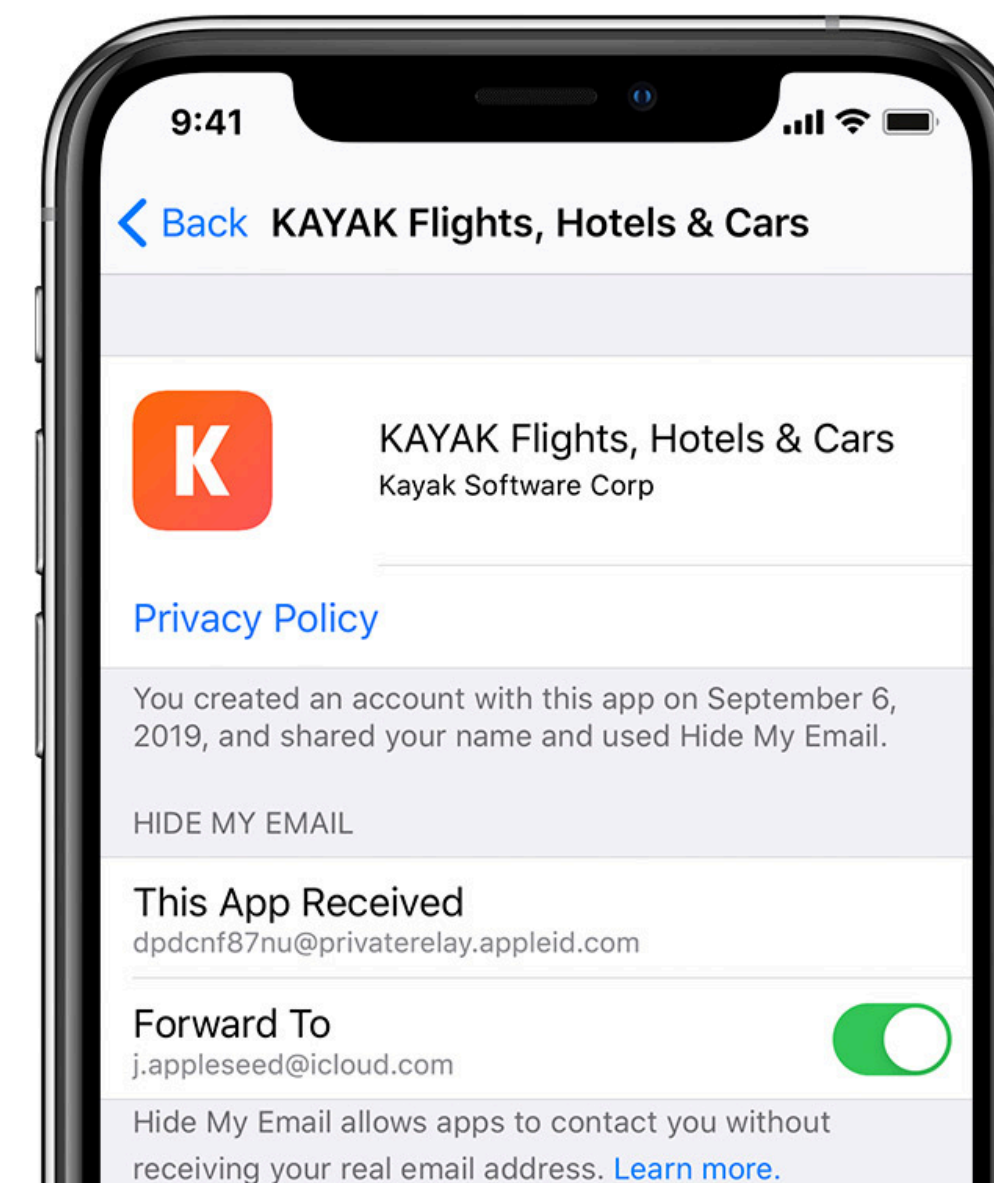 9:41
Back KAYAK Flights, Hotels & Cars
K
KAYAK Flights, Hotels & Cars
Kayak Software Corp
Privacy Policy
You created an account with this app on September 6,
2019, and shared your name and used Hide My Email.
HIDE MY EMAIL
This App Received
dpdcnf87nu@privaterelay.appleid.com
Forward To
j.appleseed@icloud.com
Hide My Email allows apps to contact you without
receiving your real email address. Learn more.